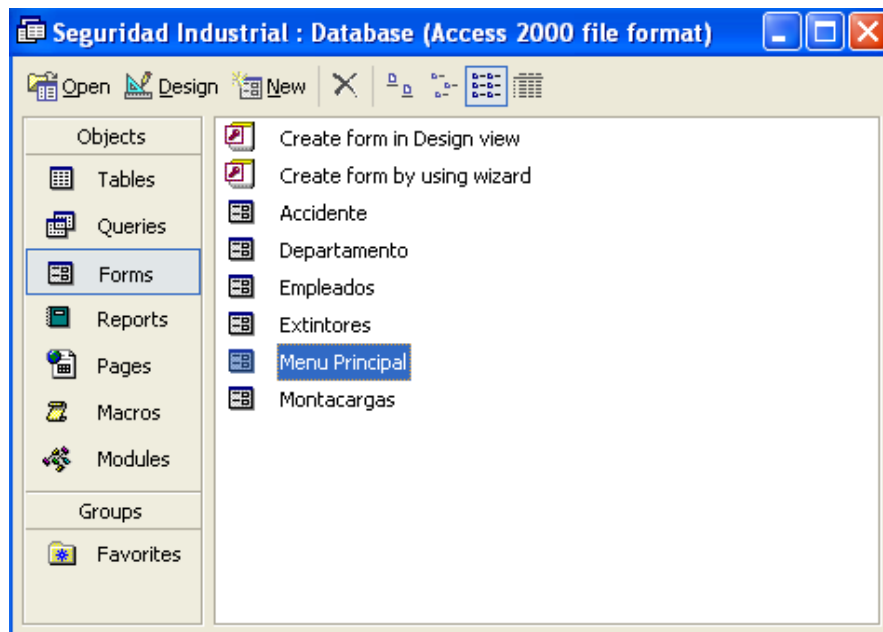 Seguridad Industrial : Database (Access 2000 file format)
Open Design New
Objects
Tables
Queries
Forms
Reports
Pages
Macros
Modules
Groups
Favorites
Create form in Design view
Create form by using wizard
Accidente
Departamento
Empleados
Extintores
Menu Principal
Montacargas